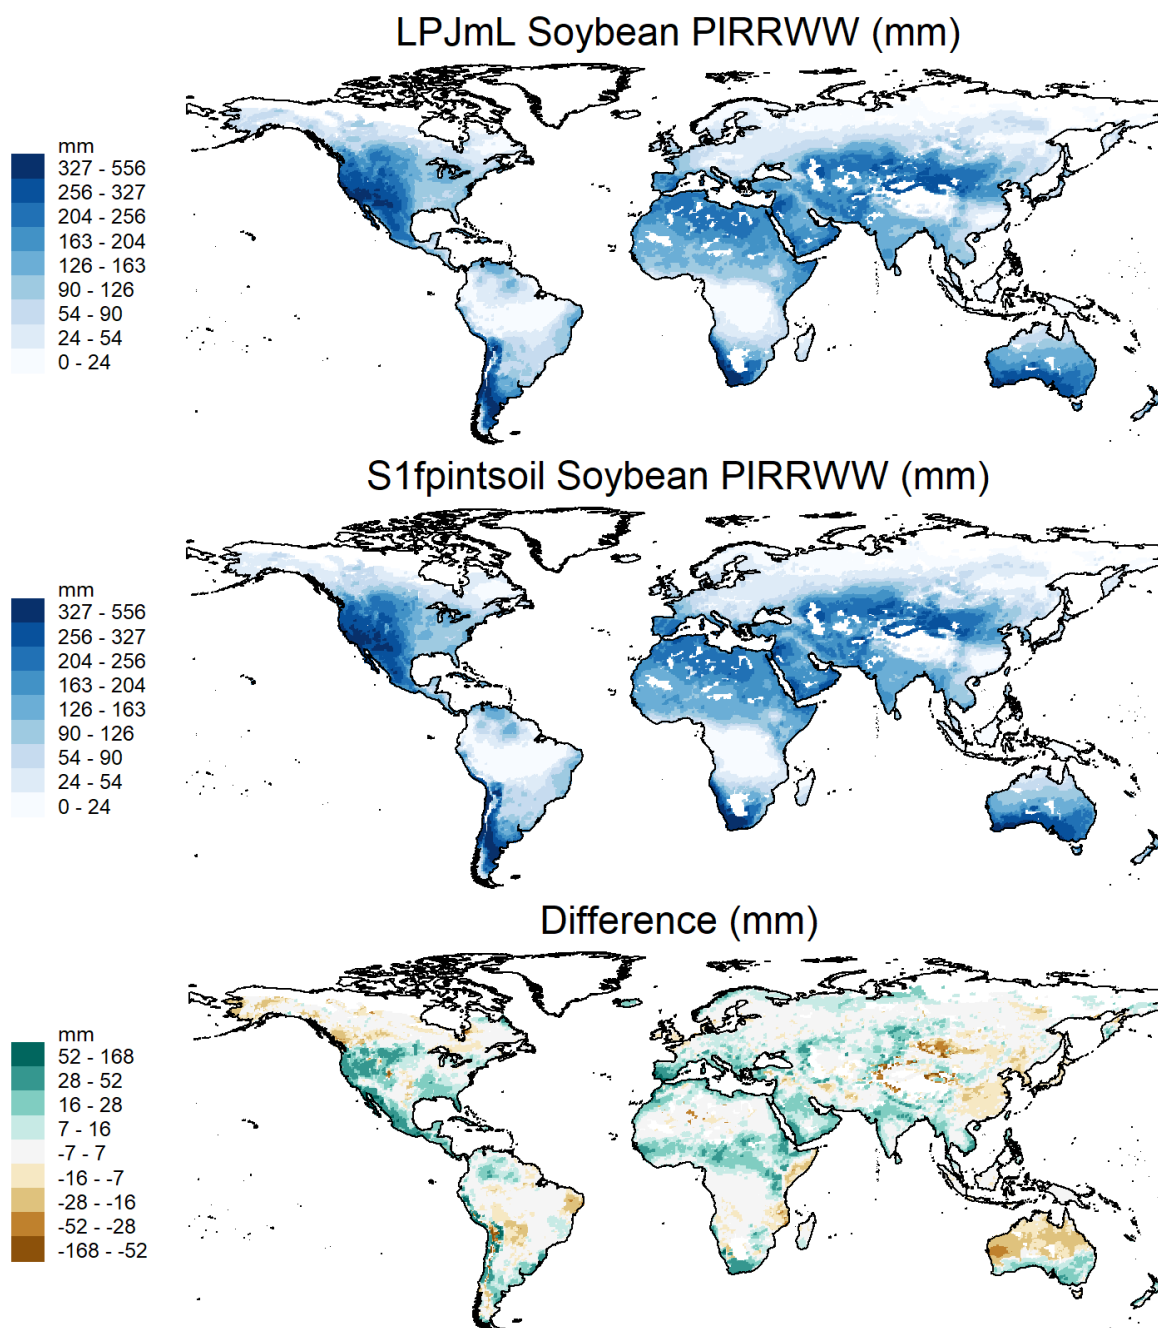 LPJmL Soybean PIRRWW (mm)
mm
327 - 556
256 - 327
204 - 256
163 - 204
126 - 163
90 - 126
54 - 90
24 - 54
0 - 24
S1fpintsoil Soybean PIRRWW (mm)
mm
327 - 556
256 - 327
204 - 256
163 - 204
126 - 163
90 - 126
54 - 90
24 - 54
0 - 24
Difference (mm)
mm
52 - 168
28 - 52
16 - 28
7 - 16
-7 - 7
-16 - -7
-28 - -16
-52 - -28
-168 - -52